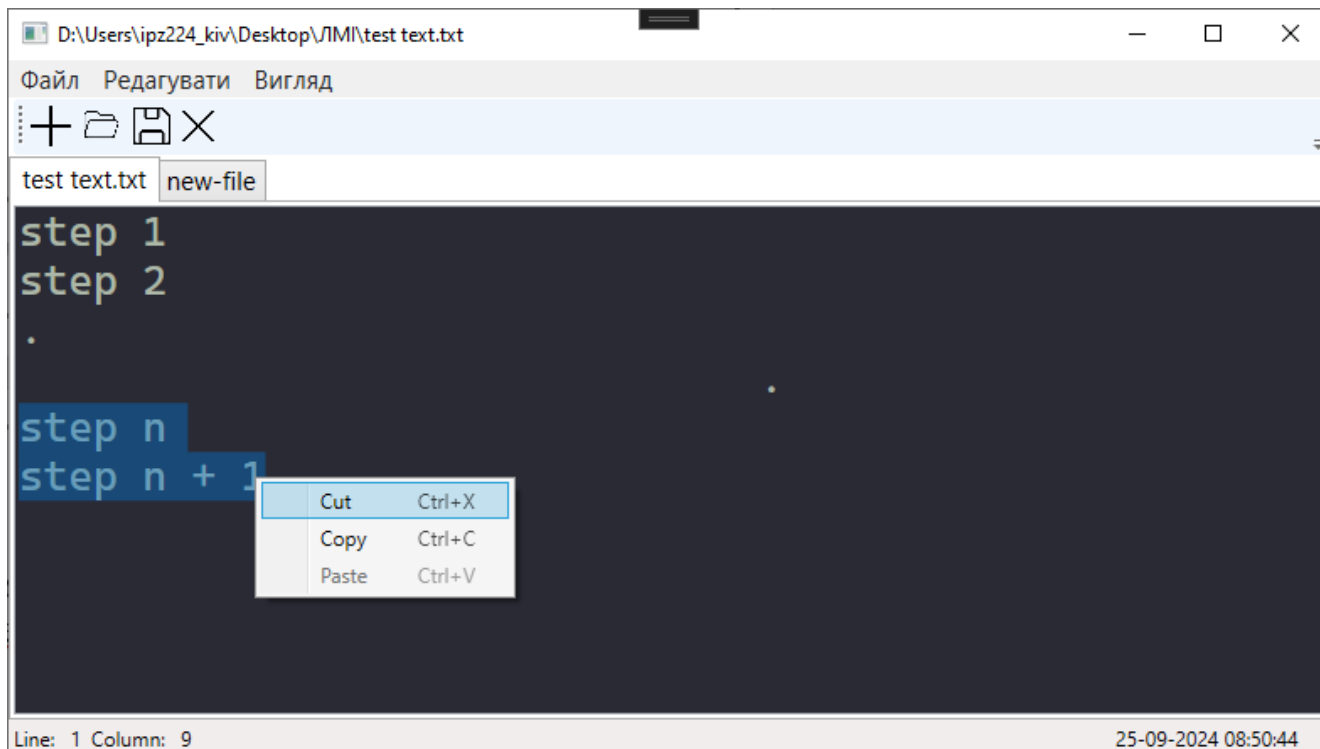 D:\Users\ipz224_kiv\Desktop\ЛМІ\test text.txt
Файл Редагувати Вигляд
test text.txt new-file
step 1
step 2
.
.
step n
step n + 1
Cut Ctrl+X
Copy Ctrl+C
Paste Ctrl+V
Line: 1 Column: 9 25-09-2024 08:50:44